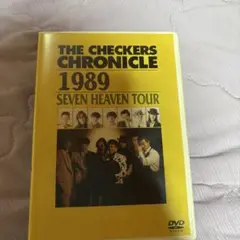 THE CHECKERS
CHRONICLE
1989
SEVEN HEAVEN TOUR
DVD